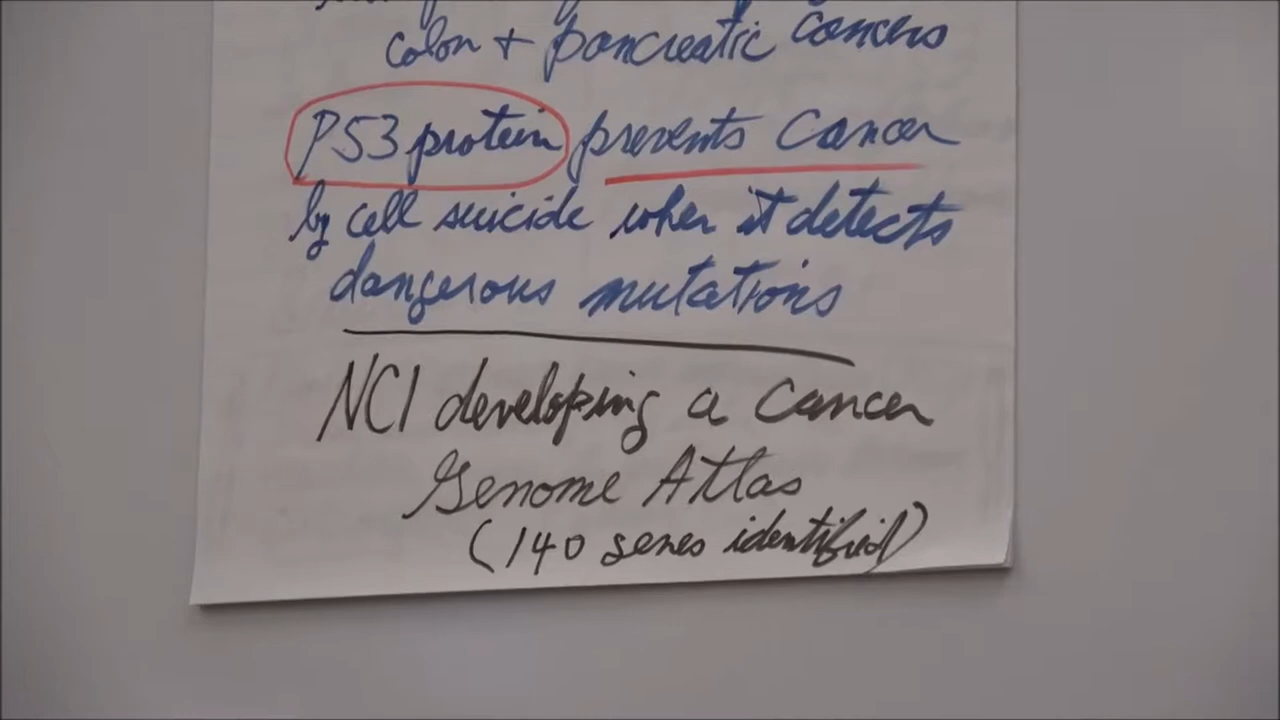 colon + pancreatic cancers
P53 protein prevents Cancer
by cell suicide when it detects
dangerous mutations
NCI developing a Cancer
Genome Atlas
(140 genes identified)